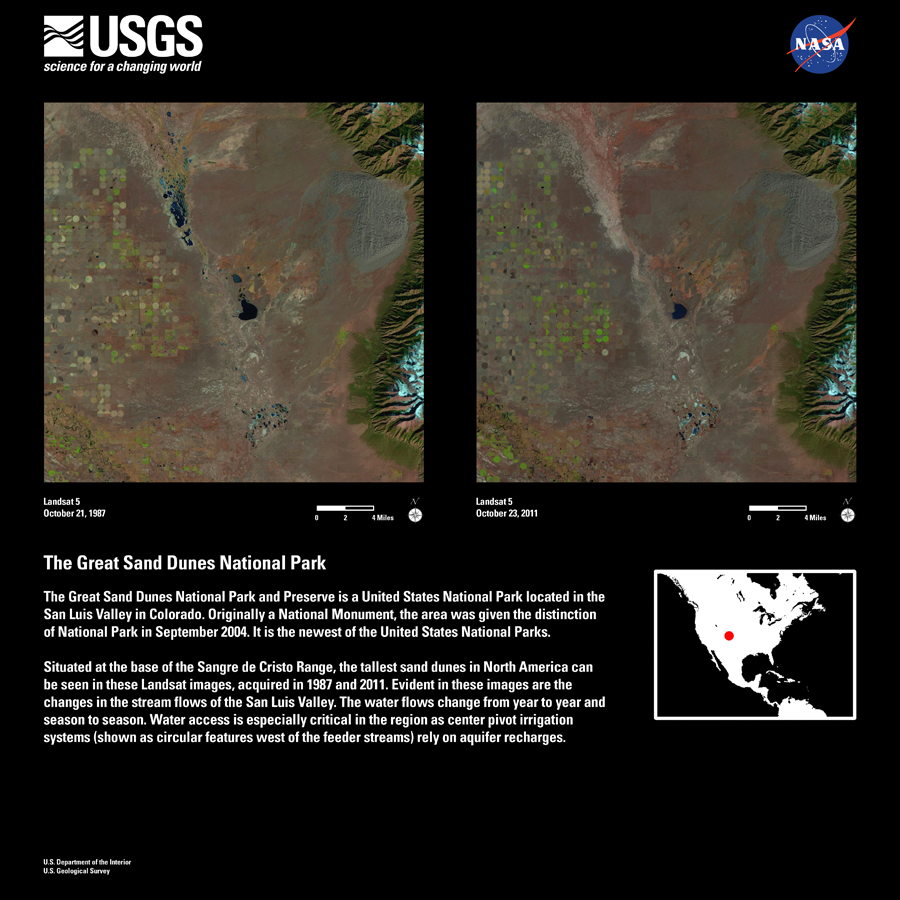 USGS
science for a changing world
NASA
Landsat 5
October 21, 1987
0 2 4 Miles
N
Landsat 5
October 23, 2011
0 2 4 Miles
N
The Great Sand Dunes National Park
The Great Sand Dunes National Park and Preserve is a United States National Park located in the
San Luis Valley in Colorado. Originally a National Monument, the area was given the distinction
of National Park in September 2004. It is the newest of the United States National Parks.
Situated at the base of the Sangre de Cristo Range, the tallest sand dunes in North America can
be seen in these Landsat images, acquired in 1987 and 2011. Evident in these images are the
changes in the stream flows of the San Luis Valley. The water flows change from year to year and
season to season. Water access is especially critical in the region as center pivot irrigation
systems (shown as circular features west of the feeder streams) rely on aquifer recharges.
U.S. Department of the Interior
U.S. Geological Survey